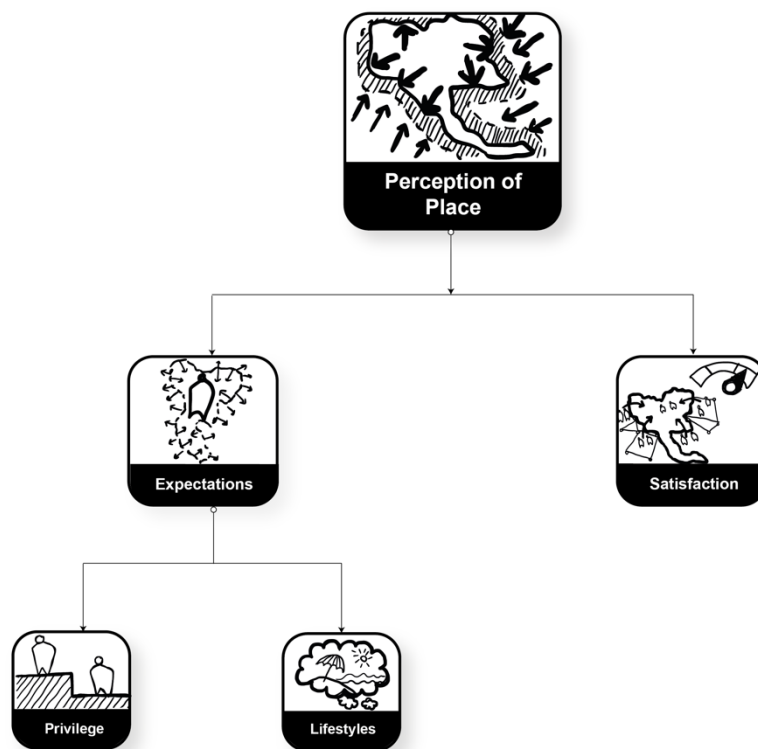 Perception of
Place
Expectations
Satisfaction
Privilege
Lifestyles